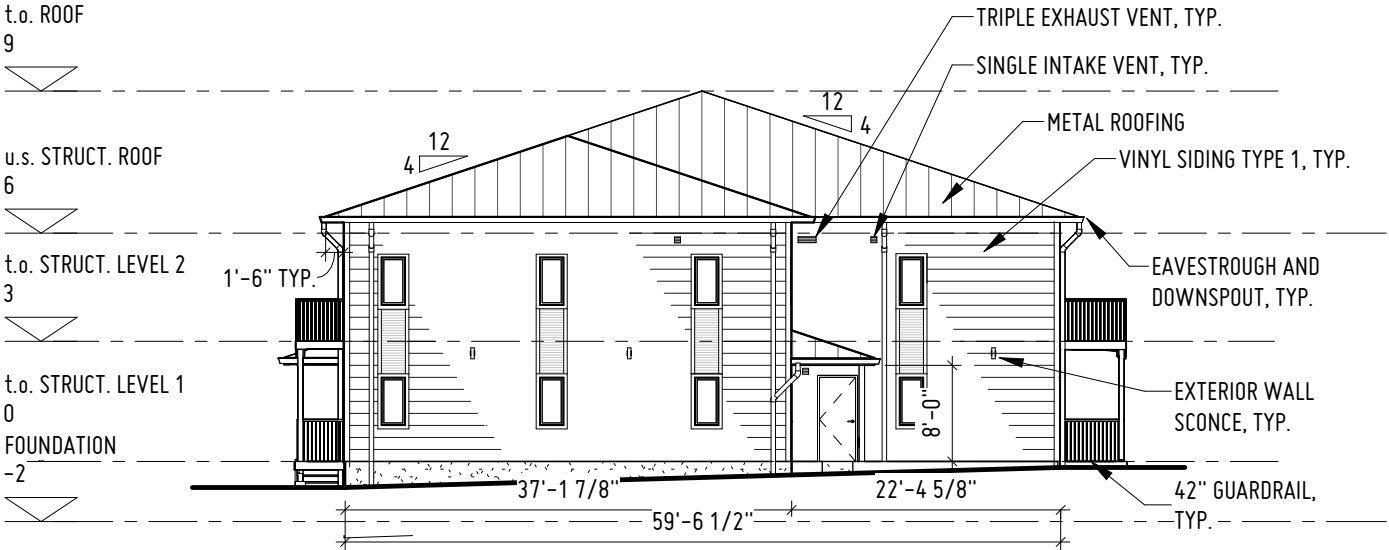 t.o. ROOF
9
u.s. STRUCT. ROOF
6
t.o. STRUCT. LEVEL 2
3
t.o. STRUCT. LEVEL 1
0
FOUNDATION
-2
12
4
12
4
1'-6" TYP.
TRIPLE EXHAUST VENT, TYP.
SINGLE INTAKE VENT, TYP.
METAL ROOFING
VINYL SIDING TYPE 1, TYP.
EAVESTROUGH AND
DOWNSPOUT, TYP.
EXTERIOR WALL
SCONCE, TYP.
42" GUARDRAIL,
TYP.
8'-0"
37'-1 7/8"
22'-4 5/8"
59'-6 1/2"